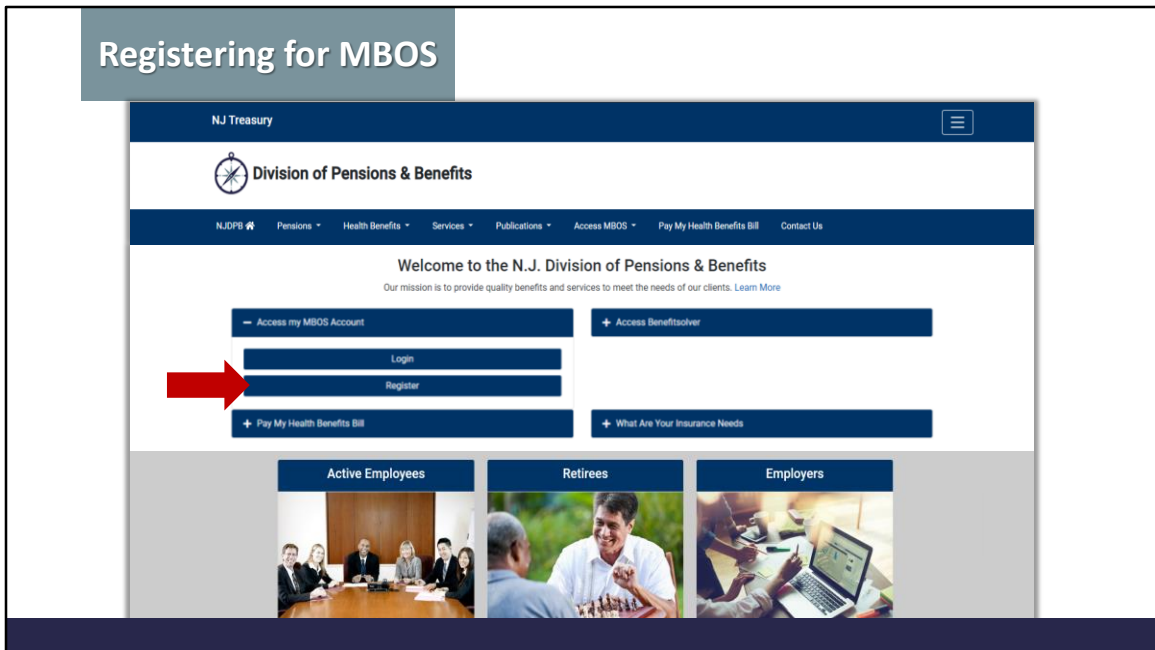 Registering for MBOS
NJ Treasury
Division of Pensions & Benefits
NJDPB Pensions Health Benefits Services Publications Access MBOS Pay My Health Benefits Bill Contact Us
Welcome to the N.J. Division of Pensions & Benefits
Our mission is to provide quality benefits and services to meet the needs of our clients. Learn More
Access my MBOS Account
Access Benefitsolver
Login
Register
Pay My Health Benefits Bill
What Are Your Insurance Needs
Active Employees
Retirees
Employers